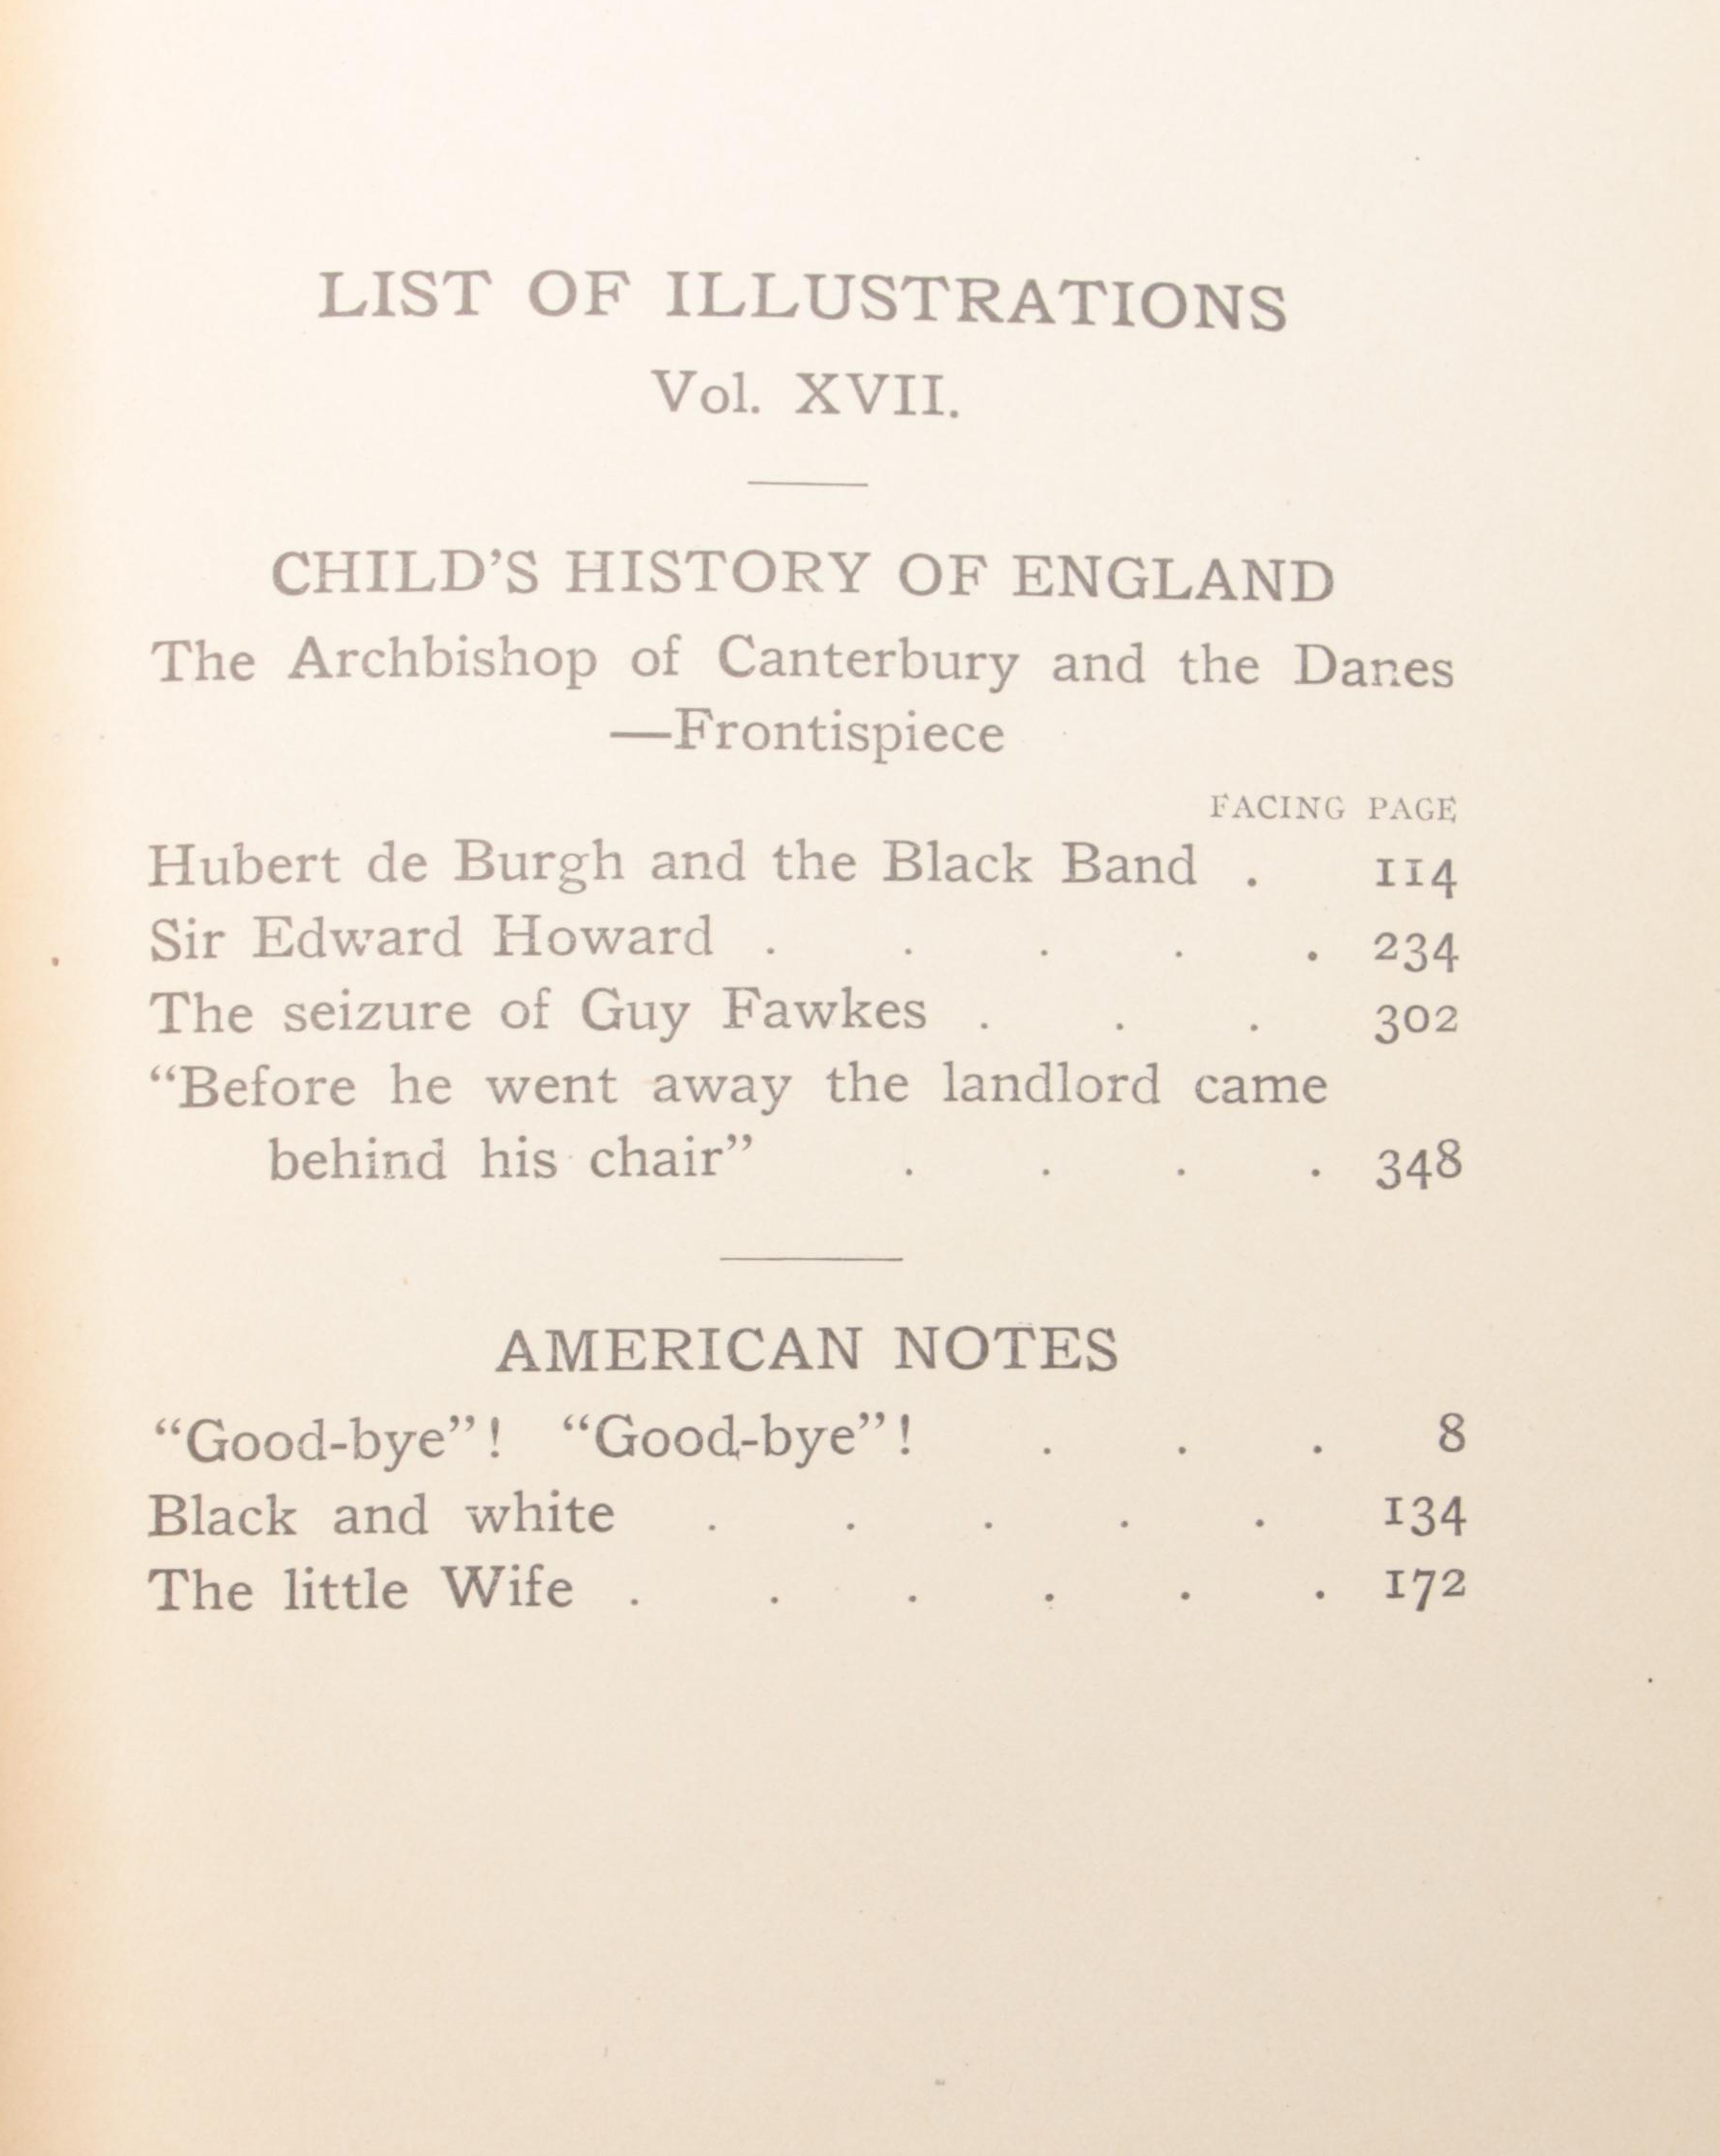 LIST OF ILLUSTRATIONS
Vol. XVII.
CHILD’S HISTORY OF ENGLAND
The Archbishop of Canterbury and the Danes
—Frontispiece
FACING PAGE
Hubert de Burgh and the Black Band . 114
Sir Edward Howard . . . . . 234
The seizure of Guy Fawkes . . . 302
“Before he went away the landlord came
behind his chair” . . . . 348
AMERICAN NOTES
“Good-bye”! “Good-bye”! . . . 8
Black and white . . . . . 134
The little Wife . . . . . . 172